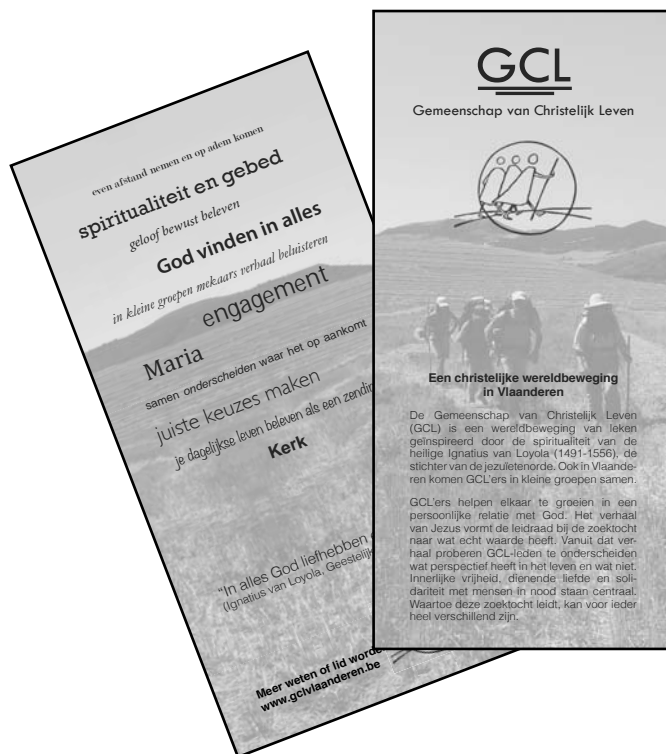 even afstand nemen en op adem komen
spiritualiteit en gebed
geloof bewust beleven
God vinden in alles
in kleine groepen mekaars verhaal beluisteren
engagement
Maria
samen onderscheiden waar het op aankomt
juiste keuzes maken
je dagelijkse leven beleven als een
Kerk
"In alles God liefhebben
(Ignatius van Loyola,
Meer weten of lid
www.gclvlaanderen.be
GCL
Gemeenschap van Christelijk Leven
Een christelijke wereldbeweging
in Vlaanderen
De Gemeenschap van Christelijk Leven
(GCL) is een wereldbeweging van leken
geïnspireerd door de spiritualiteit van de
heilige Ignatius van Loyola (1491-1556), de
stichter van de jezuïetenorde. Ook in Vlaande-
ren komen GCL'ers in kleine groepen samen.
GCL'ers helpen elkaar te groeien in een
persoonlijke relatie met God. Het verhaal
van Jezus vormt de leidraad bij de zoektocht
naar wat echt waarde heeft. Vanuit dat ver-
haal proberen GCL-leden te onderscheiden
wat perspectief heeft in het leven en wat niet.
Innerlijke vrijheid, dienende liefde en soli-
dariteit met mensen in nood staan centraal.
Waartoe deze zoektocht leidt, kan voor ieder
heel verschillend zijn.